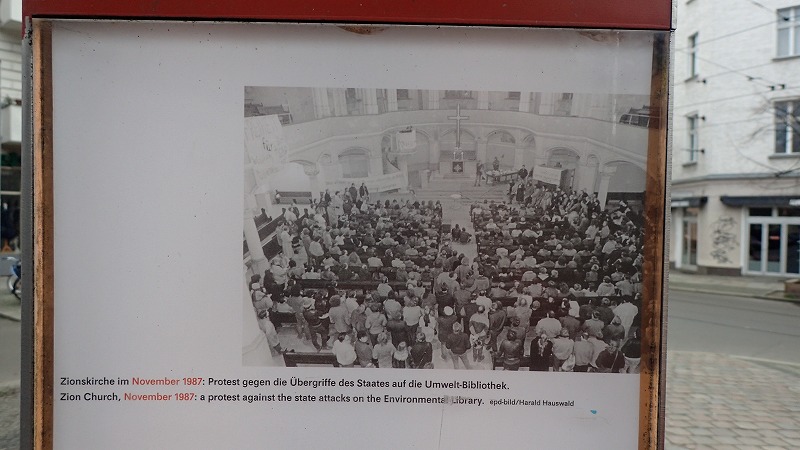 Zionskirche im November 1987: Protest gegen die Übergriffe des Staates auf die Umwelt-Bibliothek.
Zion Church, November 1987: a protest against the state attacks on the Environmental Library. epd-bild/Harald Hauswald